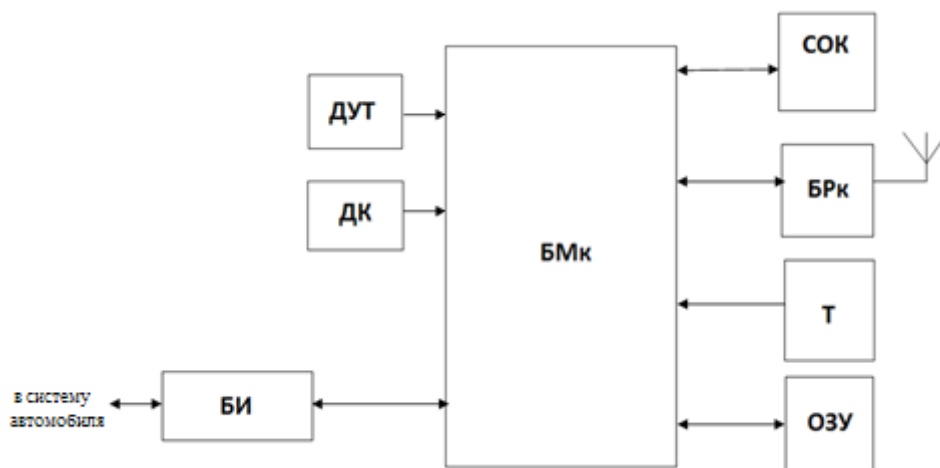 СОК
ДУТ
БРк
ДК
БМк
Т
в систему
автомобиля
БИ
ОЗУ